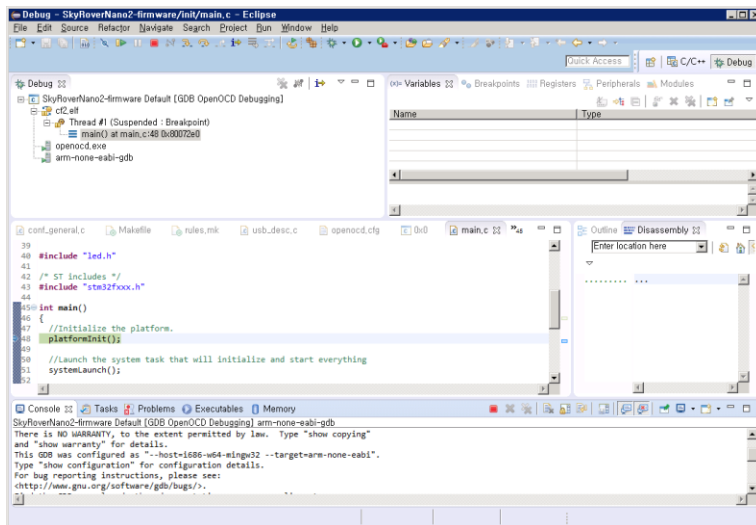 Debug - SkyRoverNano2-firmware/init/main.c - Eclipse
File Edit Source Refactor Navigate Search Project Run Window Help
Quick Access C/C++ Debug
Debug
SkyRoverNano2-firmware Default [GDB OpenOCD Debugging]
cf2.elf
Thread #1 (Suspended : Breakpoint)
main() at main.c:48 0x80072e0
openocd.exe
arm-none-eabi-gdb
(x)= Variables Breakpoints Registers Peripherals Modules
Name Type
conf_general.c Makefile rules.mk usb_desc.c openocd.cfg 0x0 main.c »48
39
40 #include "led.h"
41
42 /* ST includes */
43 #include "stm32fxxx.h"
44
45 int main()
46 {
47 //Initialize the platform.
48 platformInit();
49
50 //Launch the system task that will initialize and start everything
51 systemLaunch();
52
Outline Disassembly
Enter location here
......... ...
Console Tasks Problems Executables Memory
SkyRoverNano2-firmware Default [GDB OpenOCD Debugging] arm-none-eabi-gdb
There is NO WARRANTY, to the extent permitted by law. Type "show copying"
and "show warranty" for details.
This GDB was configured as "--host=i686-w64-mingw32 --target=arm-none-eabi".
Type "show configuration" for configuration details.
For bug reporting instructions, please see:
<http://www.gnu.org/software/gdb/bugs/>.